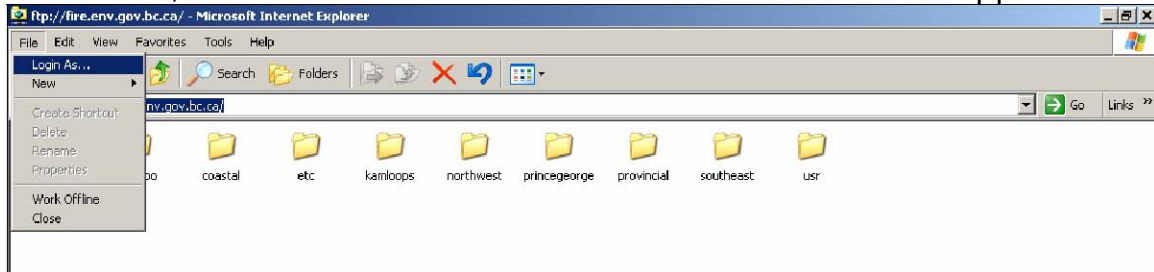 ftp://fire.env.gov.bc.ca/ - Microsoft Internet Explorer
File Edit View Favorites Tools Help
Login As...
New
Search Folders
Create Shortcut
nv.gov.bc.ca/
Go Links »
Delete
Rename
Properties
Work Offline
Close
oo coastal etc kamloops northwest princegeorge provincial southeast usr